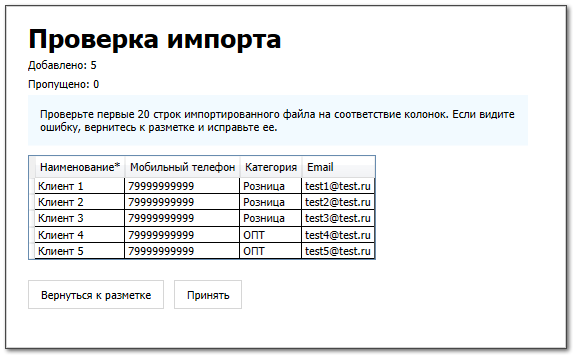 Проверка импорта
Добавлено: 5
Пропущено: 0
Проверьте первые 20 строк импортированного файла на соответствие колонок. Если видите
ошибку, вернитесь к разметке и исправьте ее.
Наименование* Мобильный телефон Категория Email
Клиент 1 79999999999 Розница test1@test.ru
Клиент 2 79999999999 Розница test2@test.ru
Клиент 3 79999999999 Розница test3@test.ru
Клиент 4 79999999999 ОПТ test4@test.ru
Клиент 5 79999999999 ОПТ test5@test.ru
Вернуться к разметке Принять